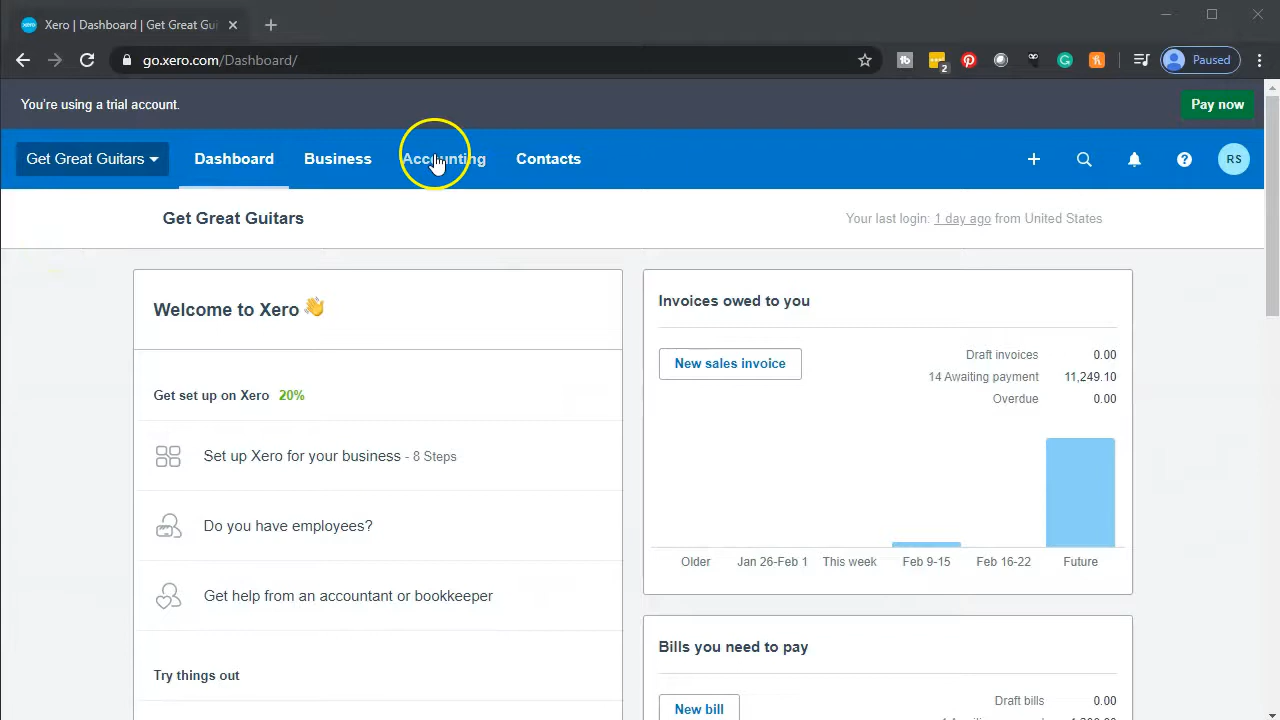 Xero | Dashboard | Get Great Gui
go.xero.com/Dashboard/
2
Paused
You're using a trial account.
Pay now
Get Great Guitars
Dashboard
Business
Accounting
Contacts
RS
Get Great Guitars
Your last login: 1 day ago from United States
Welcome to Xero
Get set up on Xero 20%
Set up Xero for your business - 8 Steps
Do you have employees?
Get help from an accountant or bookkeeper
Try things out
Invoices owed to you
New sales invoice
Draft invoices 0.00
14 Awaiting payment 11,249.10
Overdue 0.00
Older Jan 26-Feb 1 This week Feb 9-15 Feb 16-22 Future
Bills you need to pay
New bill
Draft bills 0.00